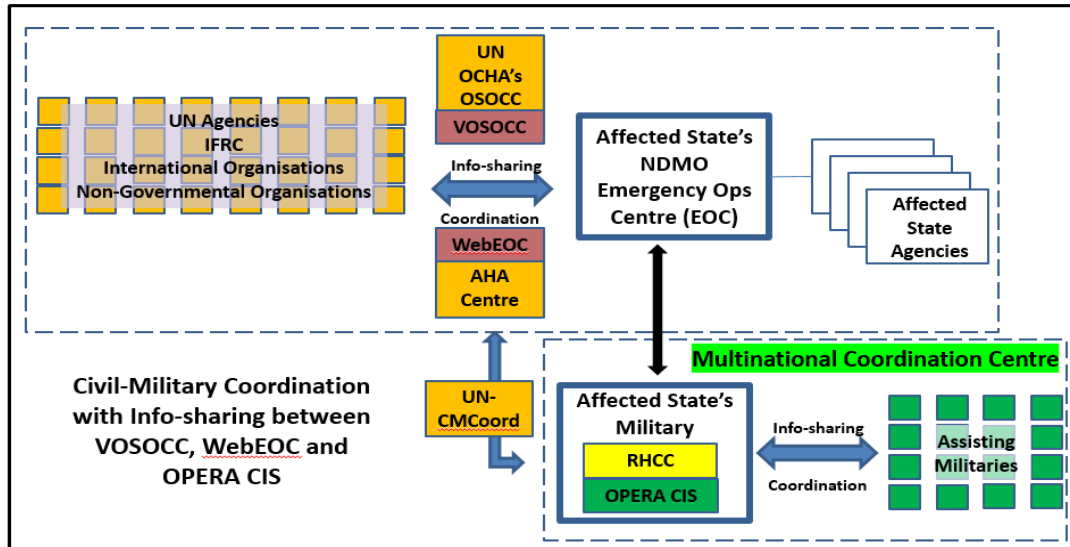 UN
OCHA's
OSOCC
VOSOCC
UN Agencies
IFRC
International Organisations
Non-Governmental Organisations
Info-sharing
Coordination
WebEOC
AHA
Centre
Affected State's
NDMO
Emergency Ops
Centre (EOC)
Affected
State
Agencies
Civil-Military Coordination
with Info-sharing between
VOSOCC, WebEOC and
OPERA CIS
UN-
CMCoord
Multinational Coordination Centre
Affected State's
Military
RHCC
OPERA CIS
Info-sharing
Coordination
Assisting
Militaries